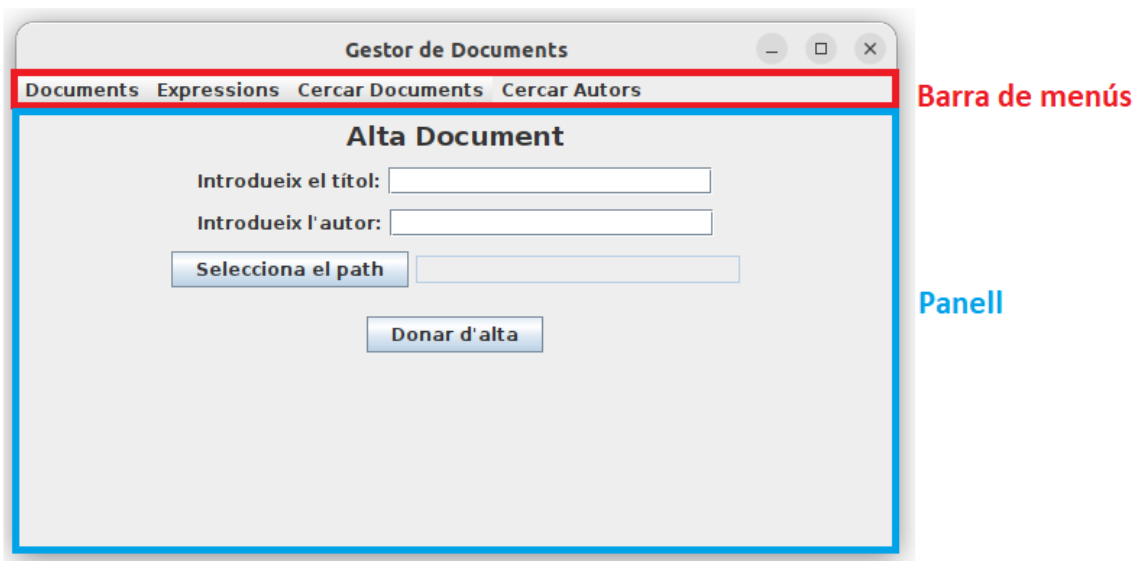 Gestor de Documents
Documents Expressions Cercar Documents Cercar Autors
Barra de menús
Alta Document
Introdueix el títol:
Introdueix l'autor:
Selecciona el path
Panell
Donar d'alta